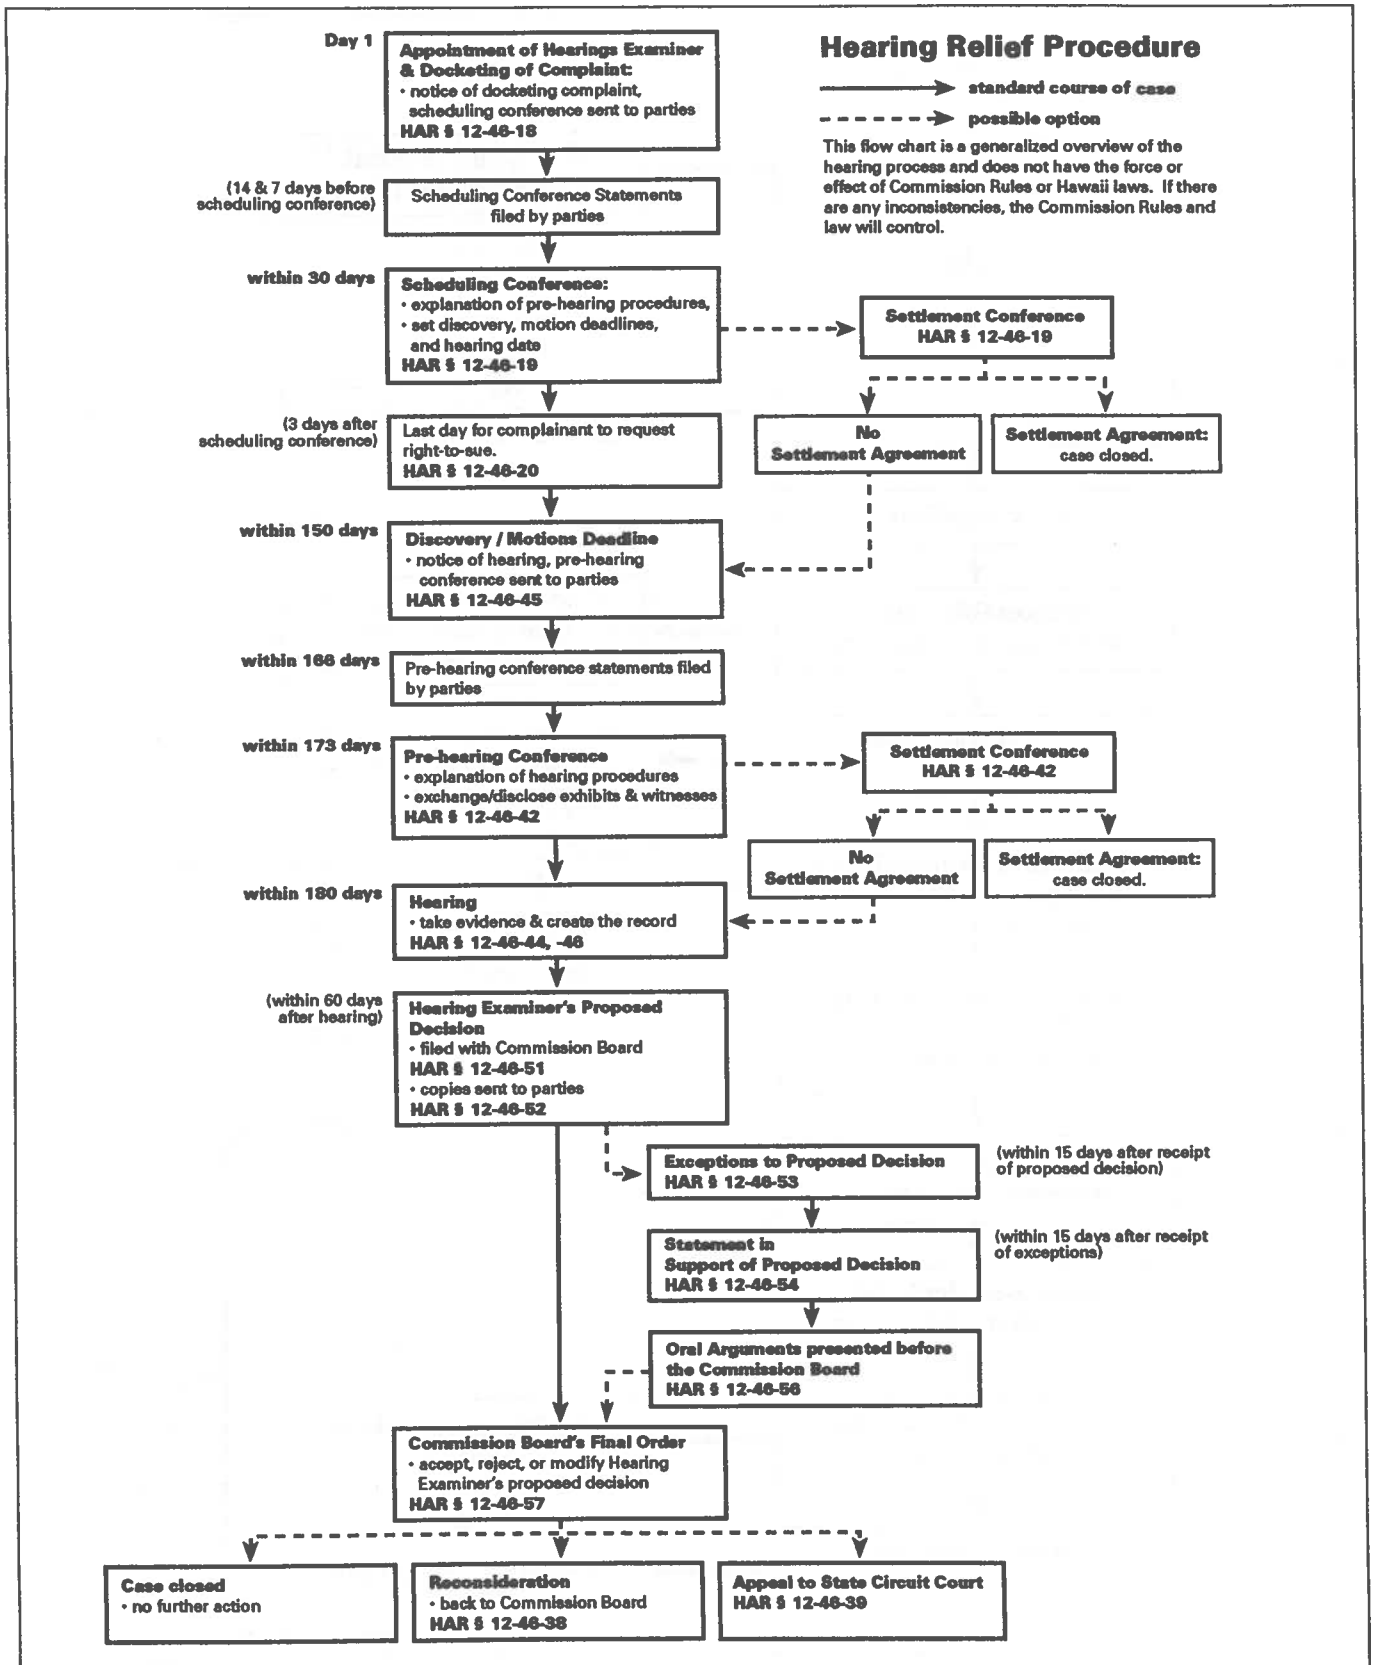 Hearing Relief Procedure
standard course of case
possible option
This flow chart is a generalized overview of the
hearing process and does not have the force or
effect of Commission Rules or Hawaii laws. If there
are any inconsistencies, the Commission Rules and
law will control.
Day 1
Appointment of Hearings Examiner
& Docketing of Complaint:
• notice of docketing complaint,
scheduling conference sent to parties
HAR § 12-46-18
(14 & 7 days before
scheduling conference)
Scheduling Conference Statements
filed by parties
within 30 days
Scheduling Conference:
• explanation of pre-hearing procedures,
• set discovery, motion deadlines,
and hearing date
HAR § 12-46-19
Settlement Conference
HAR § 12-46-19
No
Settlement Agreement
Settlement Agreement:
case closed.
(3 days after
scheduling conference)
Last day for complainant to request
right-to-sue.
HAR § 12-46-20
within 150 days
Discovery / Motions Deadline
• notice of hearing, pre-hearing
conference sent to parties
HAR § 12-46-45
within 166 days
Pre-hearing conference statements filed
by parties
within 173 days
Pre-hearing Conference
• explanation of hearing procedures
• exchange/disclose exhibits & witnesses
HAR § 12-46-42
Settlement Conference
HAR § 12-46-42
No
Settlement Agreement
Settlement Agreement:
case closed.
within 180 days
Hearing
• take evidence & create the record
HAR § 12-46-44, -46
(within 60 days
after hearing)
Hearing Examiner's Proposed
Decision
• filed with Commission Board
HAR § 12-46-51
• copies sent to parties
HAR § 12-46-52
Exceptions to Proposed Decision
HAR § 12-46-53
(within 15 days after receipt
of proposed decision)
Statement in
Support of Proposed Decision
HAR § 12-46-54
(within 15 days after receipt
of exceptions)
Oral Arguments presented before
the Commission Board
HAR § 12-46-56
Commission Board's Final Order
• accept, reject, or modify Hearing
Examiner's proposed decision
HAR § 12-46-57
Case closed
• no further action
Reconsideration
• back to Commission Board
HAR § 12-46-38
Appeal to State Circuit Court
HAR § 12-46-39